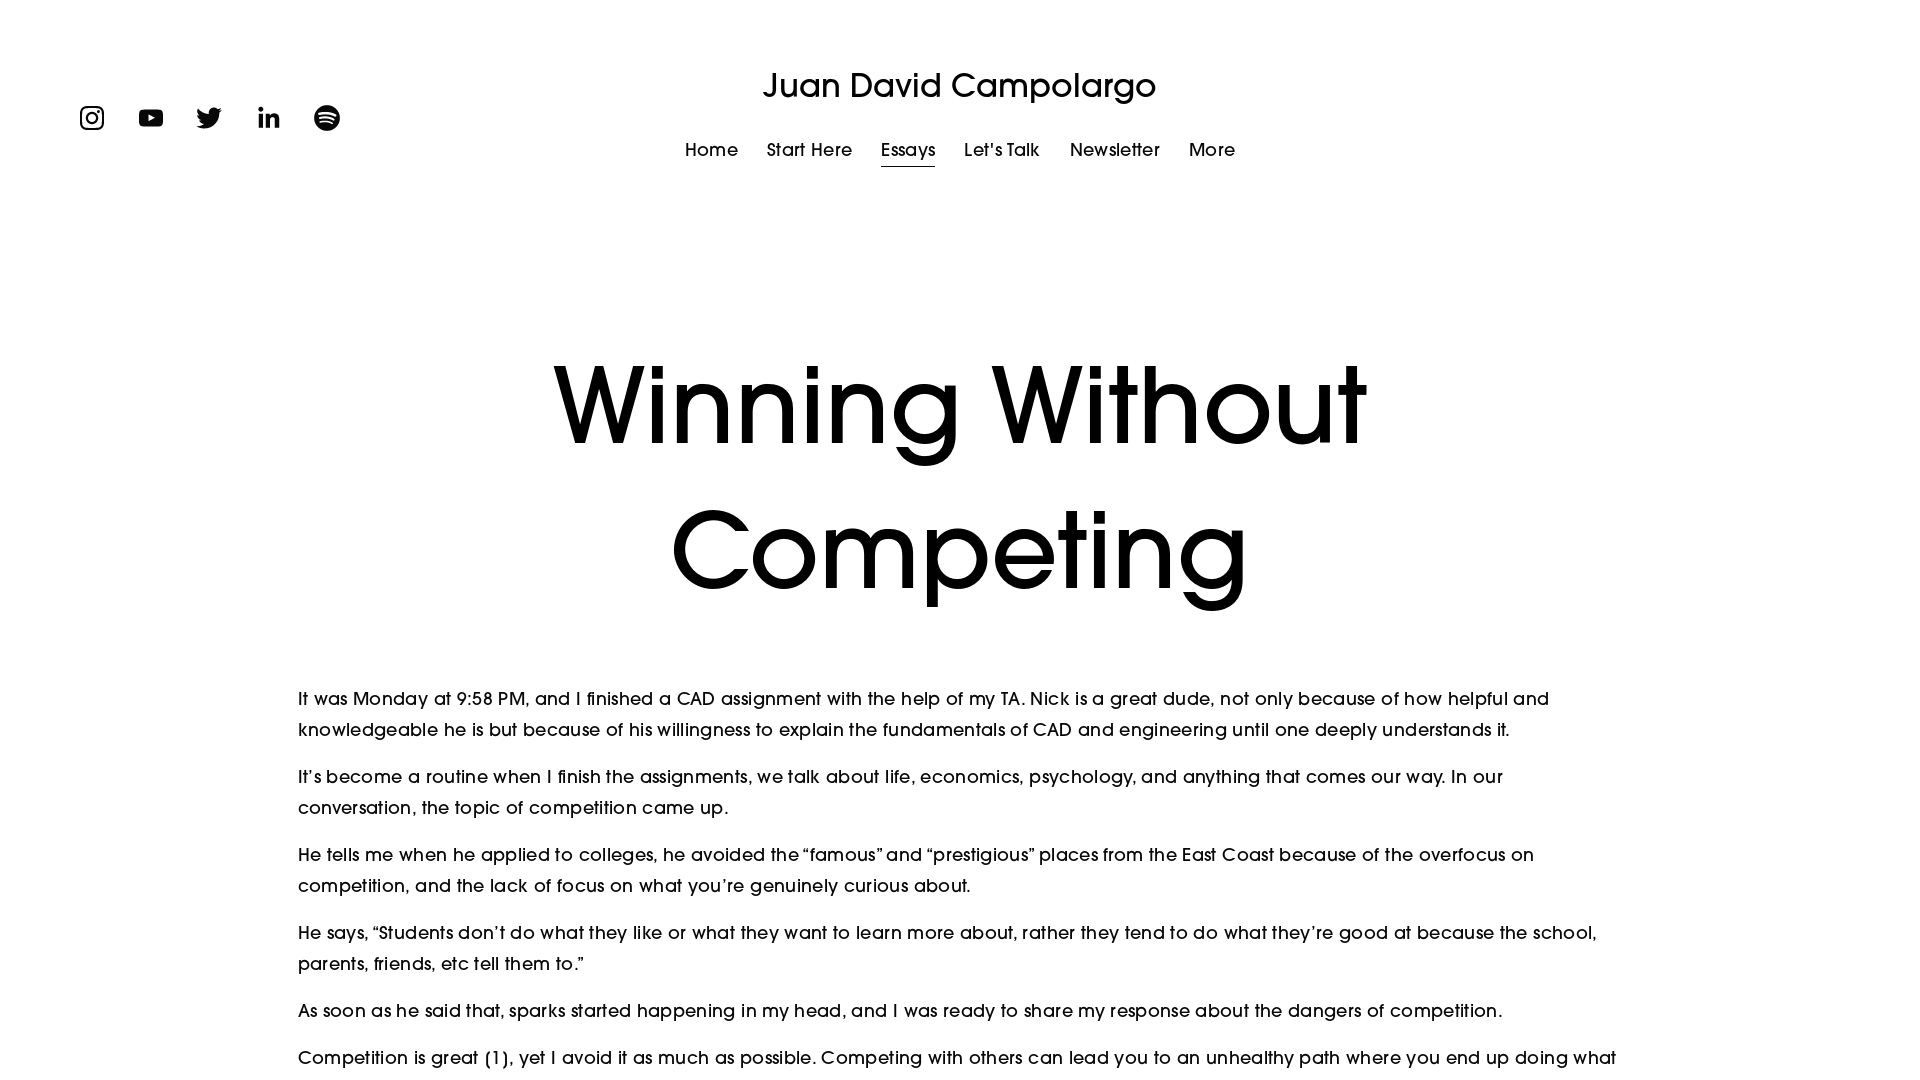 Juan David Campolargo
Home Start Here Essays Let's Talk Newsletter More
Winning Without
Competing
It was Monday at 9:58 PM, and I finished a CAD assignment with the help of my TA. Nick is a great dude, not only because of how helpful and
knowledgeable he is but because of his willingness to explain the fundamentals of CAD and engineering until one deeply understands it.
It’s become a routine when I finish the assignments, we talk about life, economics, psychology, and anything that comes our way. In our
conversation, the topic of competition came up.
He tells me when he applied to colleges, he avoided the “famous” and “prestigious” places from the East Coast because of the overfocus on
competition, and the lack of focus on what you’re genuinely curious about.
He says, “Students don’t do what they like or what they want to learn more about, rather they tend to do what they’re good at because the school,
parents, friends, etc tell them to.”
As soon as he said that, sparks started happening in my head, and I was ready to share my response about the dangers of competition.
Competition is great (1), yet I avoid it as much as possible. Competing with others can lead you to an unhealthy path where you end up doing what